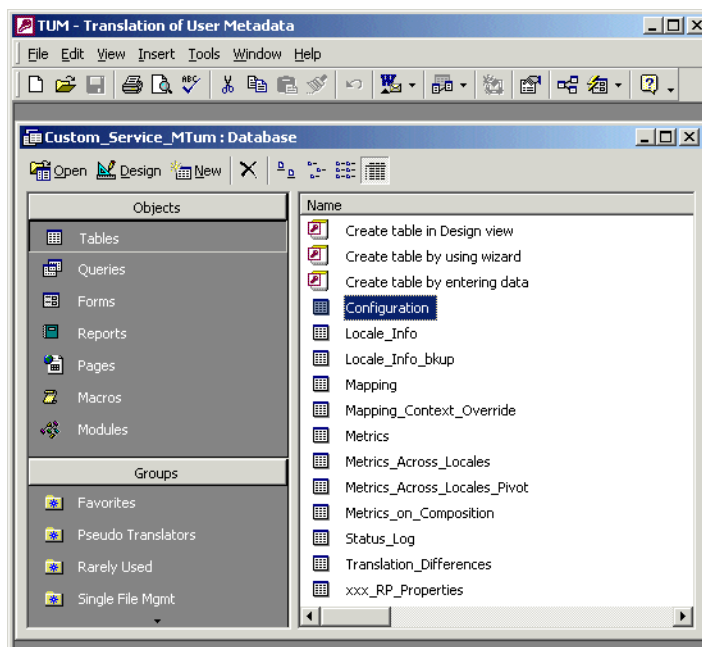 TUM - Translation of User Metadata
File Edit View Insert Tools Window Help
Custom_Service_MTum : Database
Open Design New
Objects
Tables
Queries
Forms
Reports
Pages
Macros
Modules
Groups
Favorites
Pseudo Translators
Rarely Used
Single File Mgmt
Name
Create table in Design view
Create table by using wizard
Create table by entering data
Configuration
Locale_Info
Locale_Info_bkup
Mapping
Mapping_Context_Override
Metrics
Metrics_Across_Locales
Metrics_Across_Locales_Pivot
Metrics_on_Composition
Status_Log
Translation_Differences
xxx_RP_Properties